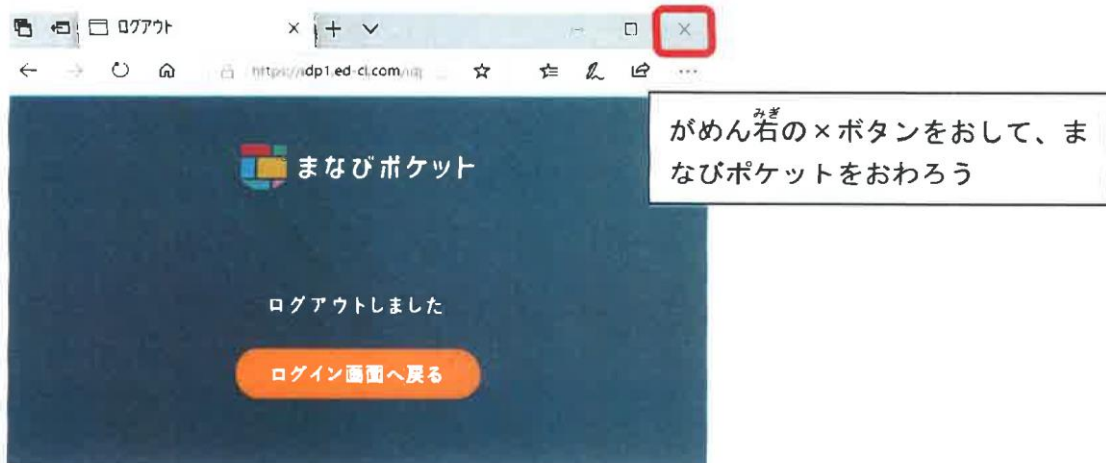 ログアウト
https://idp1.ed-cl.com/idp
みぎ
がめん右の×ボタンをおして、ま
なびポケットをおわろう
まなびポケット
ログアウトしました
ログイン画面へ戻る